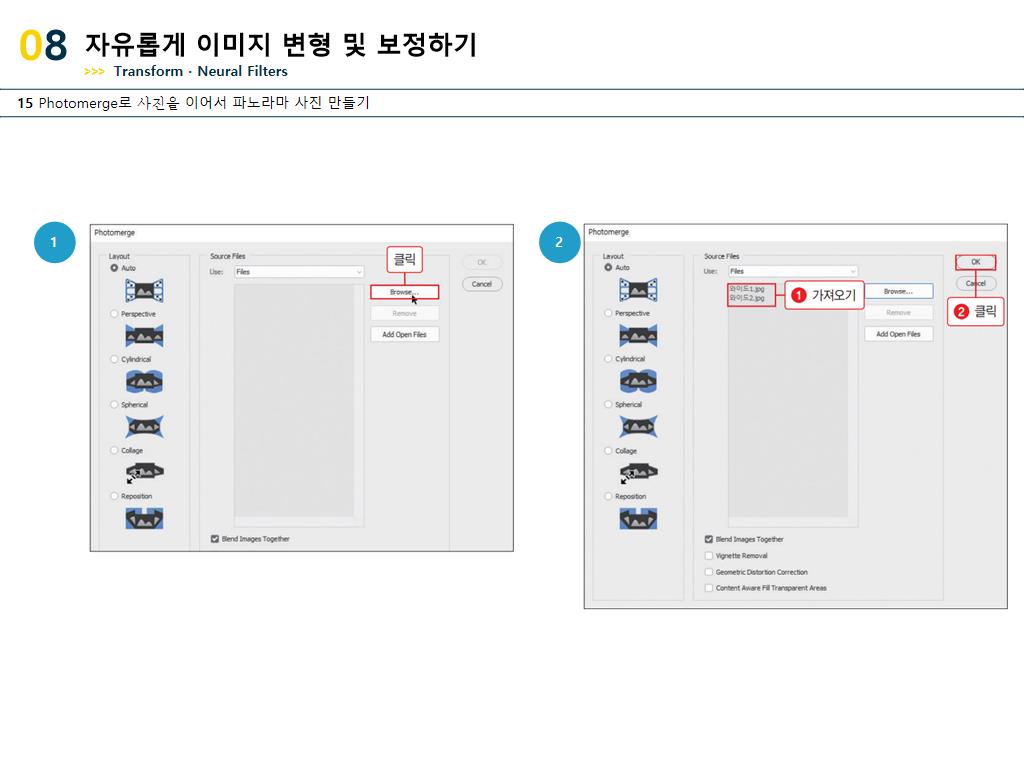 08 자유롭게 이미지 변형 및 보정하기
>>> Transform · Neural Filters
15 Photomerge로 사진을 이어서 파노라마 사진 만들기
1
Photomerge
Layout
Auto
Perspective
Cylindrical
Spherical
Collage
Reposition
Source Files
Use: Files
클릭
Browse...
Remove
Add Open Files
OK
Cancel
Blend Images Together
2
Photomerge
Layout
Auto
Perspective
Cylindrical
Spherical
Collage
Reposition
Source Files
Use: Files
와이드1.jpg
와이드2.jpg
1 가져오기
Browse...
Remove
Add Open Files
OK
Cancel
2 클릭
Blend Images Together
Vignette Removal
Geometric Distortion Correction
Content Aware Fill Transparent Areas